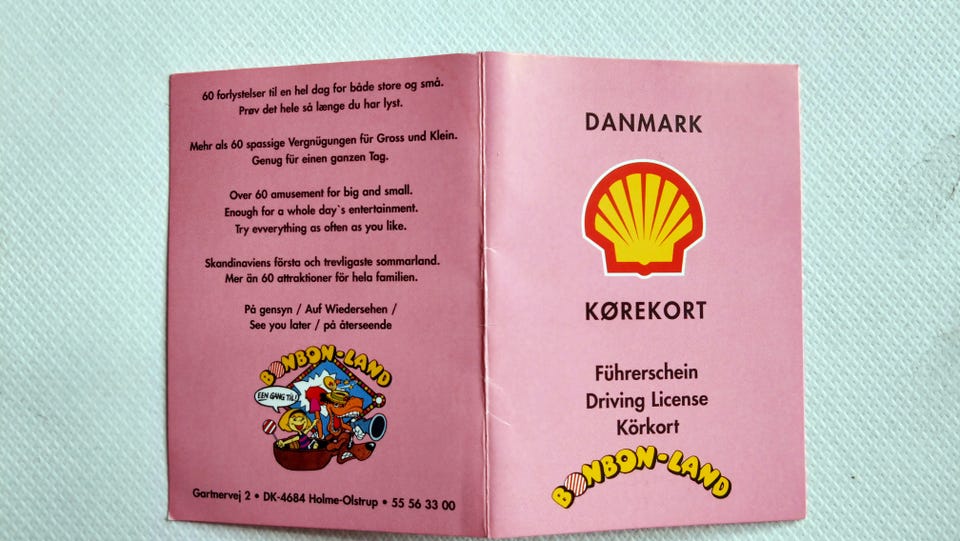 60 forlystelser til en hel dag for både store og små.
Prøv det hele så længe du har lyst.
Mehr als 60 spassige Vergnügungen für Gross und Klein.
Genug für einen ganzen Tag.
Over 60 amusement for big and small.
Enough for a whole day`s entertainment.
Try evverything as often as you like.
Skandinaviens första och trevligaste sommarland.
Mer än 60 attraktioner för hela familien.
På gensyn / Auf Wiedersehen /
See you later / på återseende
BONBON-LAND
EEN GANG TIL!
Gartnervej 2 • DK-4684 Holme-Olstrup • 55 56 33 00
DANMARK
KØREKORT
Führerschein
Driving License
Körkort
BONBON-LAND